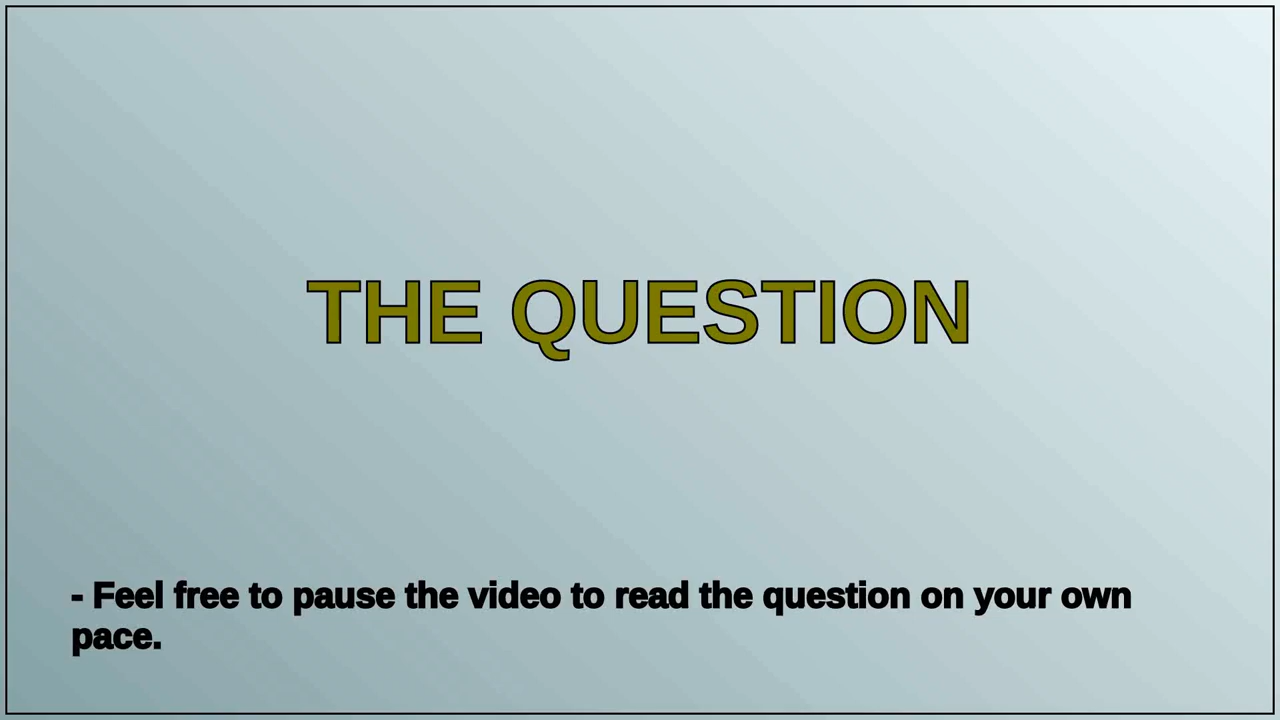 THE QUESTION
- Feel free to pause the video to read the question on your own
pace.